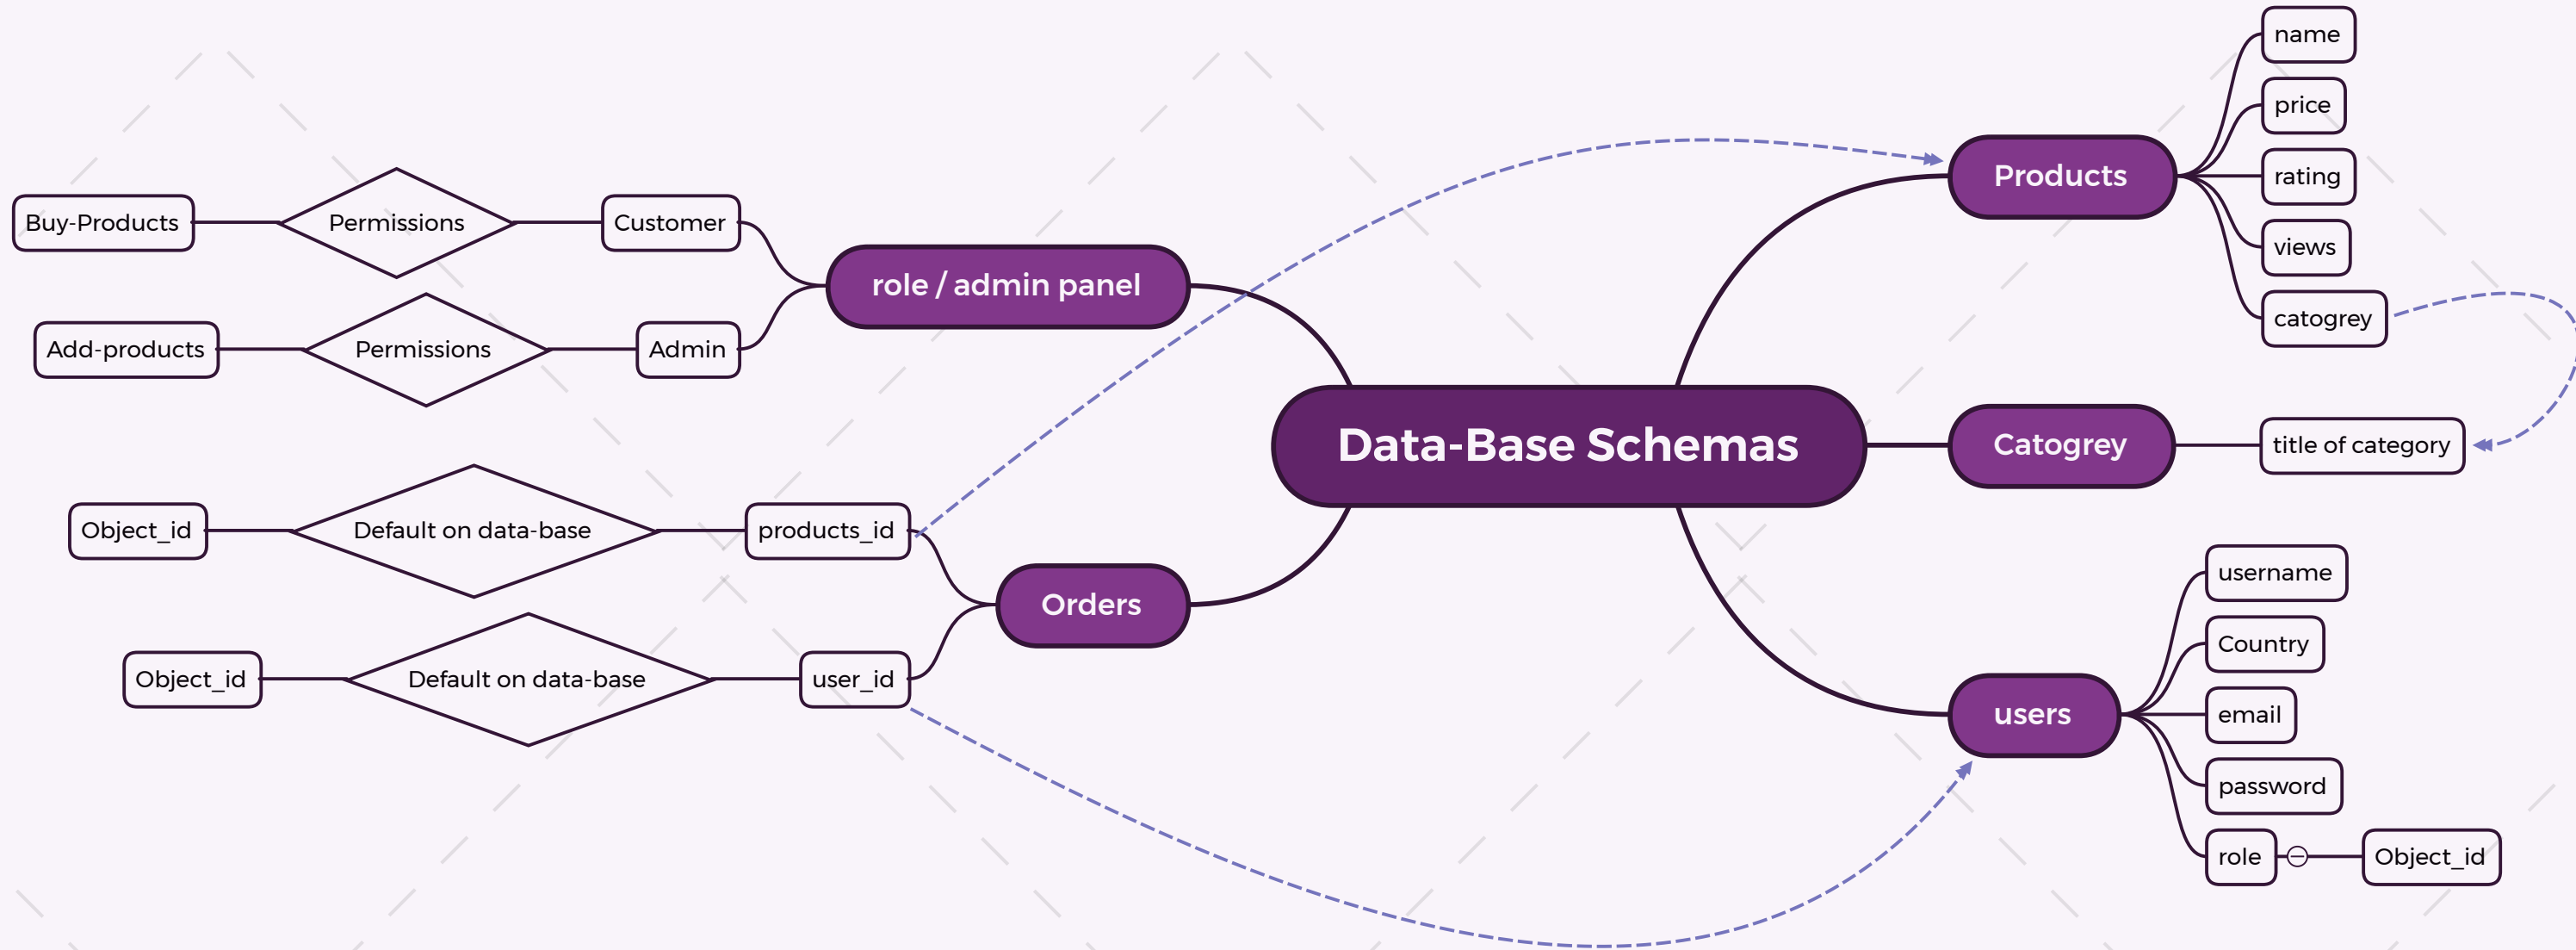 Data-Base Schemas
Products
name
price
rating
views
catogrey
Catogrey
title of category
users
username
Country
email
password
role
Object_id
role / admin panel
Customer
Permissions
Buy-Products
Admin
Permissions
Add-products
Orders
products_id
Default on data-base
Object_id
user_id
Default on data-base
Object_id